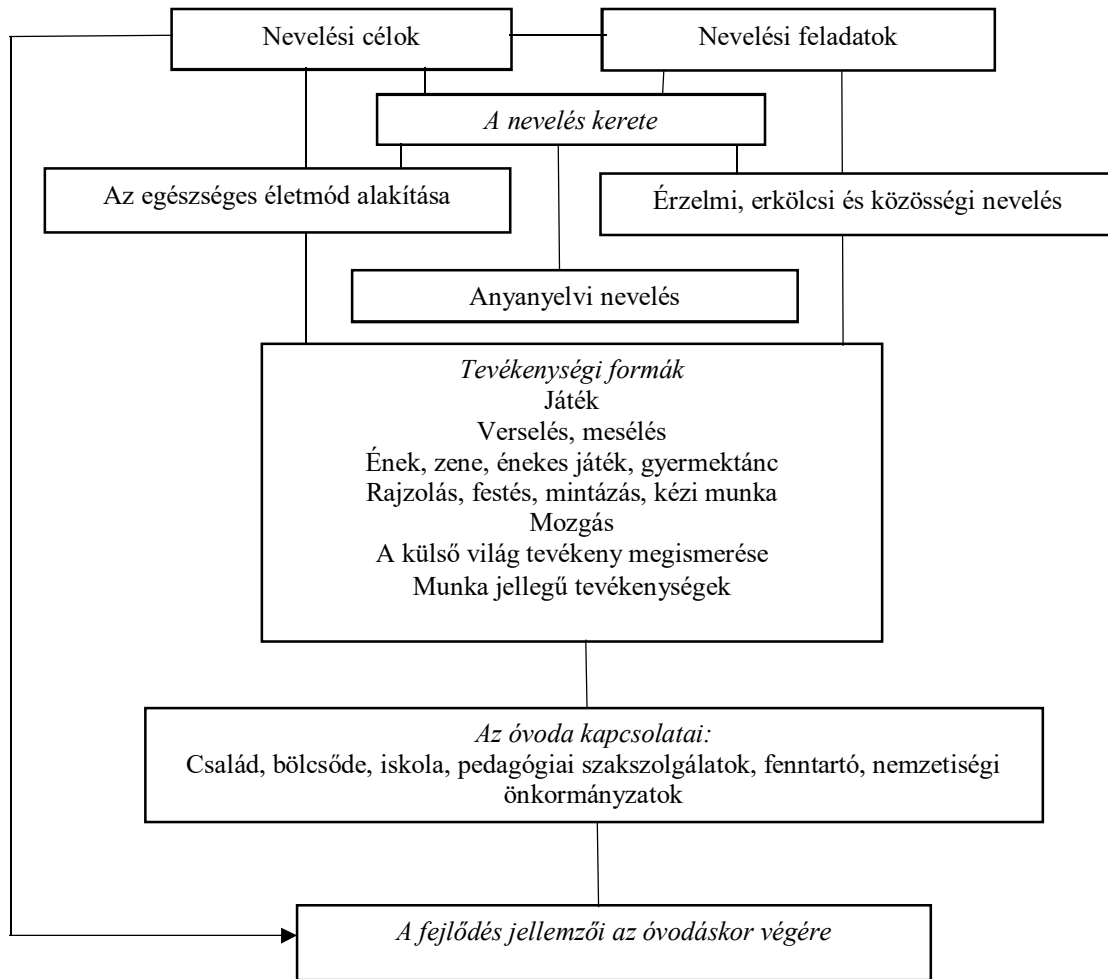 Nevelési célok
Nevelési feladatok
A nevelés kerete
Az egészséges életmód alakítása
Érzelmi, erkölcsi és közösségi nevelés
Anyanyelvi nevelés
Tevékenységi formák
Játék
Verselés, mesélés
Ének, zene, énekes játék, gyermektánc
Rajzolás, festés, mintázás, kézi munka
Mozgás
A külső világ tevékeny megismerése
Munka jellegű tevékenységek
Az óvoda kapcsolatai:
Család, bölcsőde, iskola, pedagógiai szakszolgálatok, fenntartó, nemzetiségi
önkormányzatok
A fejlődés jellemzői az óvodáskor végére